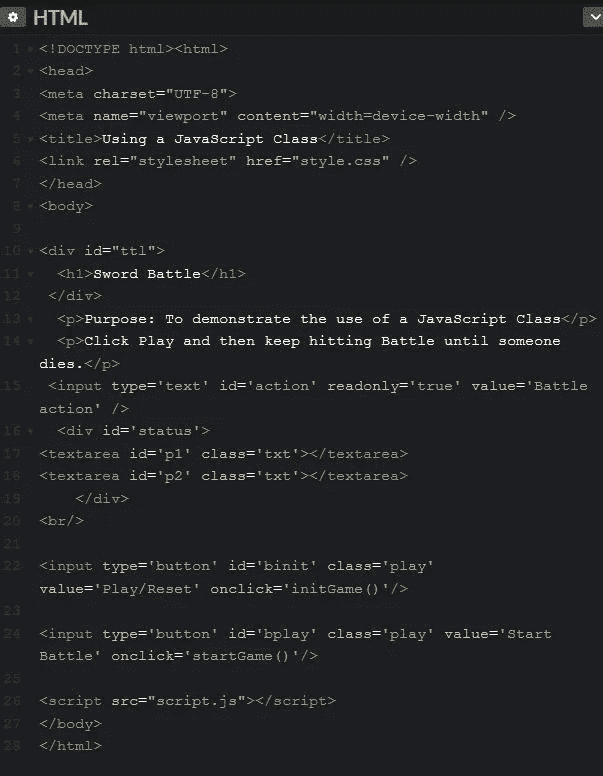 HTML
1 <!DOCTYPE html><html>
2 <head>
3 <meta charset="UTF-8">
4 <meta name="viewport" content="width=device-width" />
5 <title>Using a JavaScript Class</title>
6 <link rel="stylesheet" href="style.css" />
7 </head>
8 <body>
9
10 <div id="ttl">
11 <h1>Sword Battle</h1>
12 </div>
13 <p>Purpose: To demonstrate the use of a JavaScript Class</p>
14 <p>Click Play and then keep hitting Battle until someone
dies.</p>
15 <input type='text' id='action' readonly='true' value='Battle
action' />
16 <div id='status'>
17 <textarea id='p1' class='txt'></textarea>
18 <textarea id='p2' class='txt'></textarea>
19 </div>
20 <br/>
21
22 <input type='button' id='binit' class='play'
value='Play/Reset' onclick='initGame()'/>
23
24 <input type='button' id='bplay' class='play' value='Start
Battle' onclick='startGame()'/>
25
26 <script src="script.js"></script>
27 </body>
28 </html>